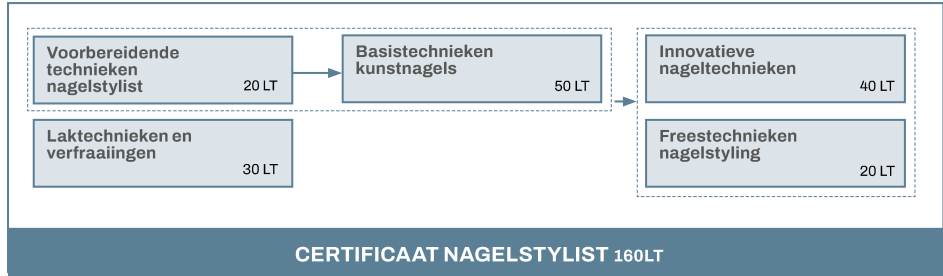 Voorbereidende
technieken
nagelstylist
20 LT
Basistechnieken
kunstnagels
50 LT
Innovatieve
nageltechnieken
40 LT
Laktechnieken en
verfraaiingen
30 LT
Freestechnieken
nagelstyling
20 LT
CERTIFICAAT NAGELSTYLIST 160LT